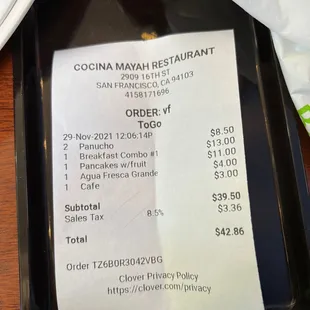 COCINA MAYAH RESTAURANT
2909 16TH ST
SAN FRANCISCO, CA 94103
4158171696
ORDER: vf
ToGo
29-Nov-2021 12:06:14P
2 Panucho $8.50
1 Breakfast Combo #1 $13.00
1 Pancakes w/fruit $11.00
1 Agua Fresca Grande $4.00
1 Cafe $3.00
Subtotal $39.50
Sales Tax 8.5% $3.36
Total $42.86
Order TZ6B0R3042VBG
Clover Privacy Policy
https://clover.com/privacy